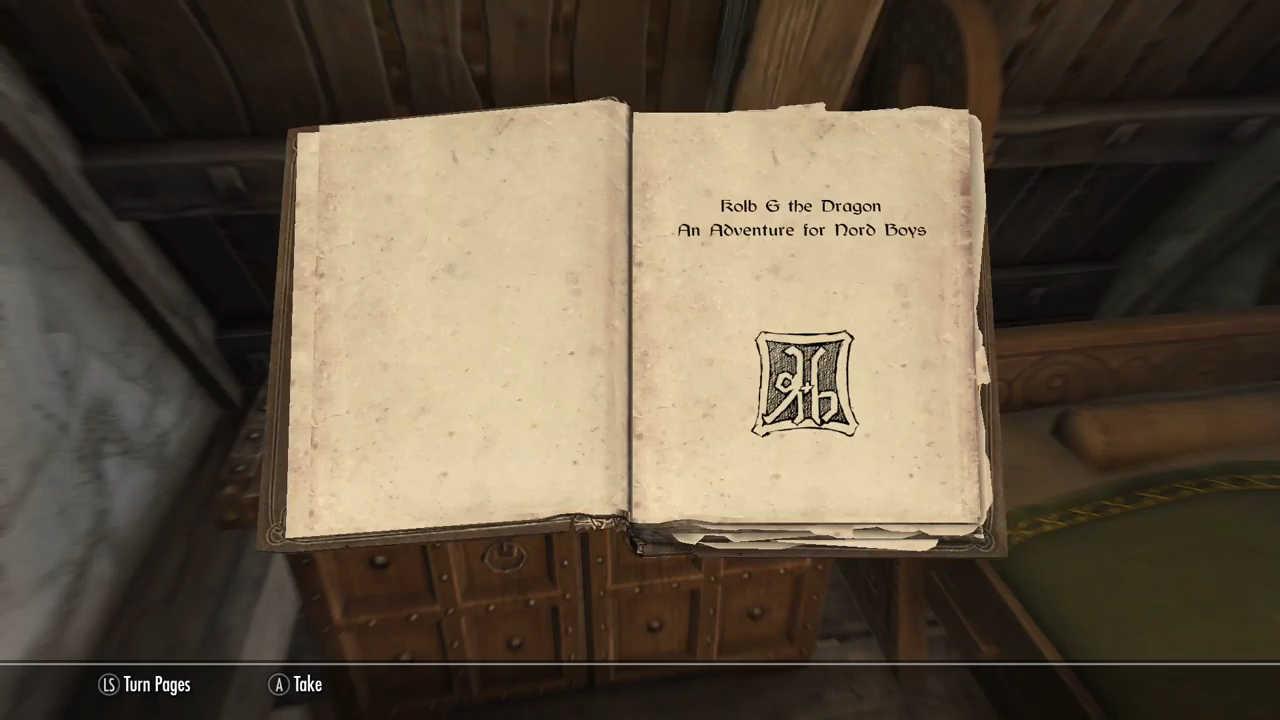 Kolb & the Dragon
An Adventure for Nord Boys
LS Turn Pages
A Take